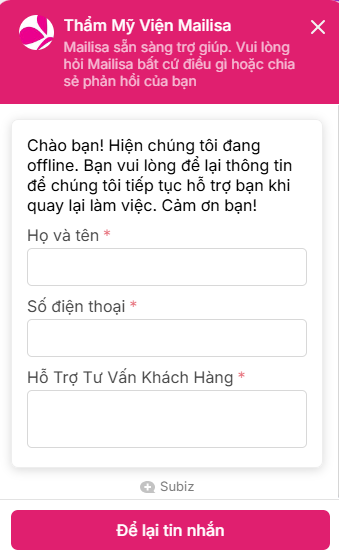 Thẩm Mỹ Viện Mailisa
Mailisa sẵn sàng trợ giúp. Vui lòng
hỏi Mailisa bất cứ điều gì hoặc chia
sẻ phản hồi của bạn
Chào bạn! Hiện chúng tôi đang
offline. Bạn vui lòng để lại thông tin
để chúng tôi tiếp tục hỗ trợ bạn khi
quay lại làm việc. Cảm ơn bạn!
Họ và tên *
Số điện thoại *
Hỗ Trợ Tư Vấn Khách Hàng *
Subiz
Để lại tin nhắn